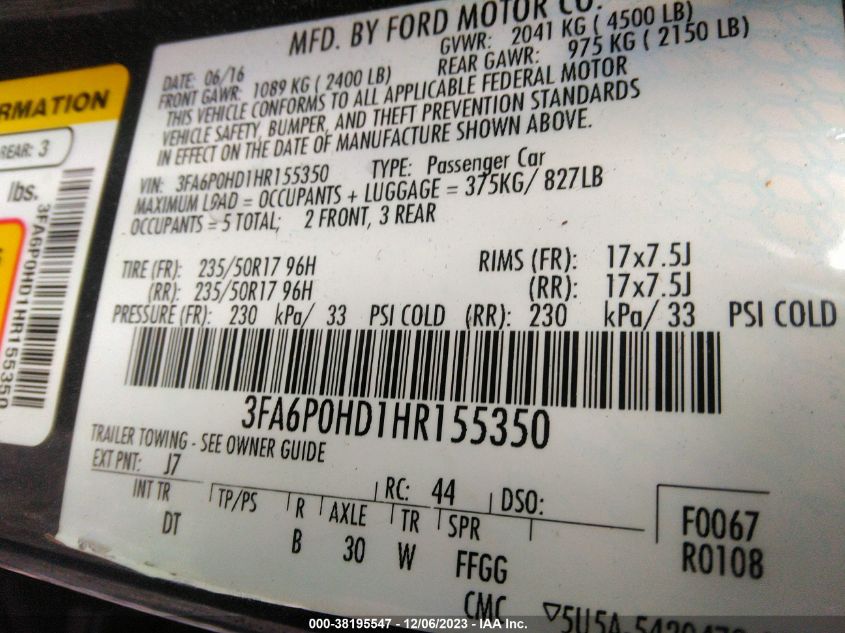 MFD. BY FORD MOTOR CO.
DATE: 06/16 GVWR: 2041 KG ( 4500 LB)
FRONT GAWR: 1089 KG ( 2400 LB) REAR GAWR: 975 KG ( 2150 LB)
THIS VEHICLE CONFORMS TO ALL APPLICABLE FEDERAL MOTOR
VEHICLE SAFETY, BUMPER, AND THEFT PREVENTION STANDARDS
IN EFFECT ON THE DATE OF MANUFACTURE SHOWN ABOVE.
VIN: 3FA6P0HD1HR155350 TYPE: Passenger Car
MAXIMUM LOAD = OCCUPANTS + LUGGAGE = 375KG/ 827LB
OCCUPANTS = 5 TOTAL; 2 FRONT, 3 REAR
TIRE (FR): 235/50R17 96H RIMS (FR): 17x7.5J
(RR): 235/50R17 96H (RR): 17x7.5J
PRESSURE (FR): 230 kPa/ 33 PSI COLD (RR): 230 kPa/ 33 PSI COLD
3FA6P0HD1HR155350
TRAILER TOWING - SEE OWNER GUIDE
EXT PNT: J7 RC: 44 DSO:
INT TR TP/PS R AXLE TR SPR F0067
DT B 30 W FFGG R0108
CMC
REAR: 3
lbs.
3FA6P0HD1HR155350
000-38195547 - 12/06/2023 - IAA Inc.